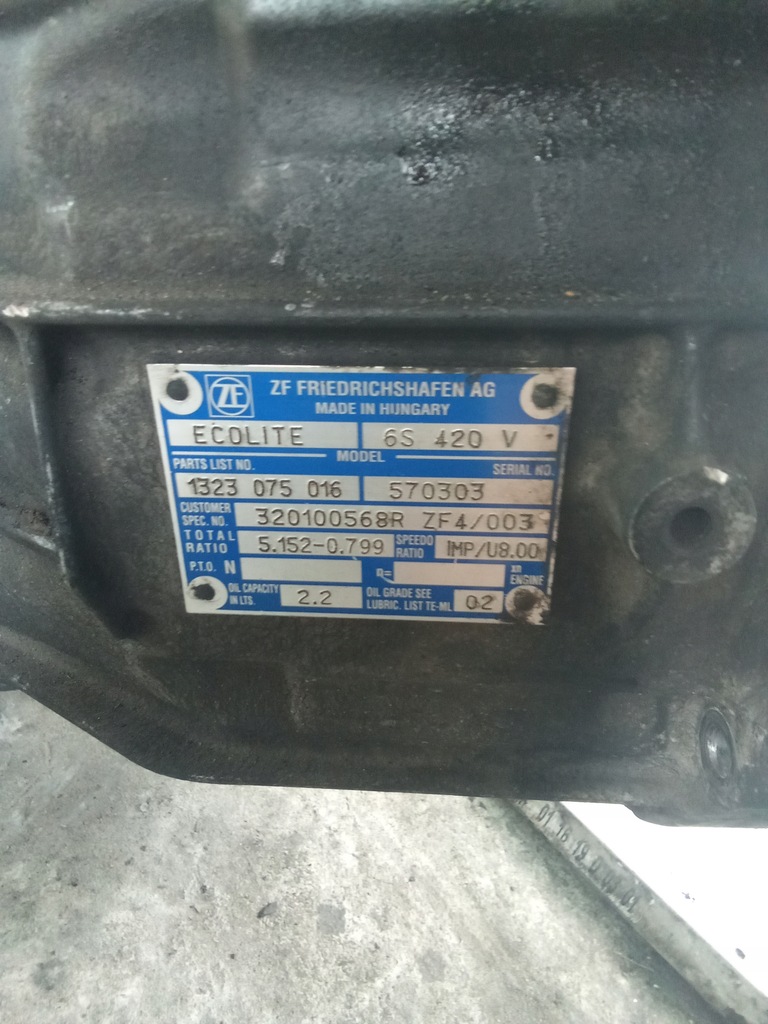 ZF
ZF FRIEDRICHSHAFEN AG
MADE IN HUNGARY
ECOLITE 6S 420 V
MODEL
PARTS LIST NO. SERIAL NO.
1323 075 016 570303
CUSTOMER SPEC. NO. 320100568R ZF4/003
TOTAL RATIO 5.152-0.799 SPEEDO RATIO IMP/U8.00
P.T.O. N n= xn ENGINE
OIL CAPACITY IN LTS. 2.2 OIL GRADE SEE LUBRIC. LIST TE-ML 02